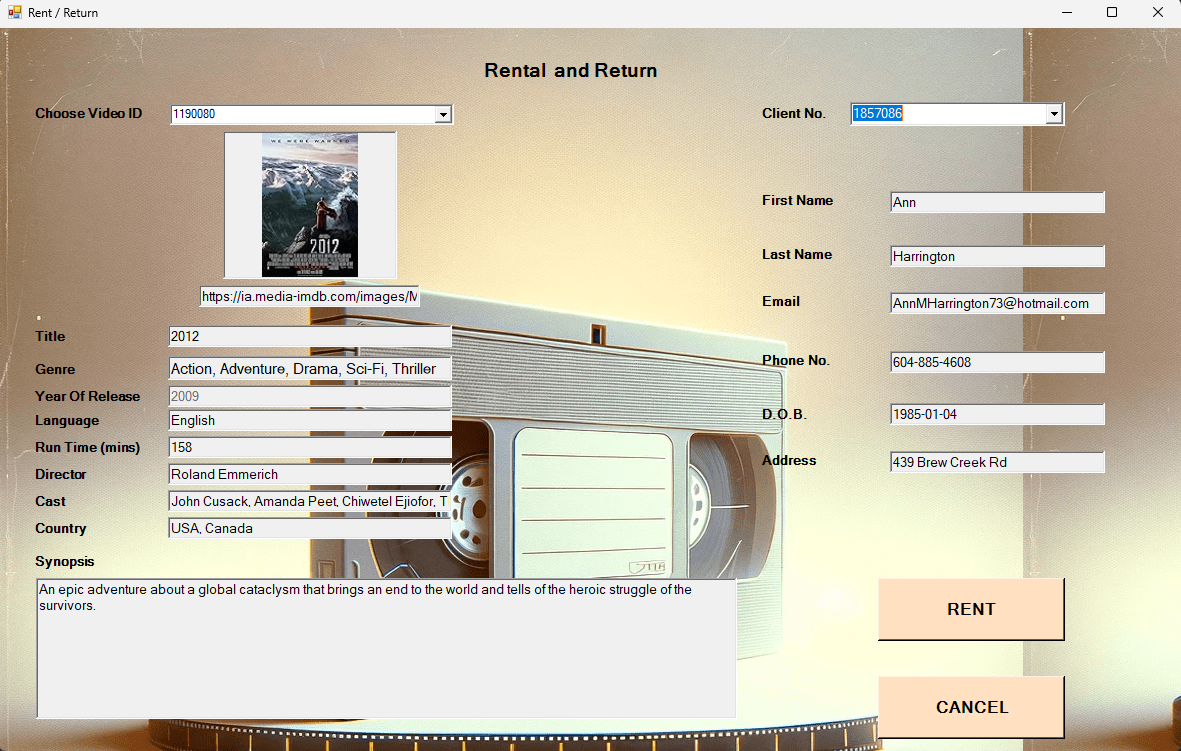 Rent / Return
Rental and Return
Choose Video ID
1190080
Client No.
1857086
WE WERE WARNED
2012
https://ia.media-imdb.com/images/M
First Name
Ann
Last Name
Harrington
Email
AnnMHarrington73@hotmail.com
Phone No.
604-885-4608
D.O.B.
1985-01-04
Address
439 Brew Creek Rd
Title
2012
Genre
Action, Adventure, Drama, Sci-Fi, Thriller
Year Of Release
2009
Language
English
Run Time (mins)
158
Director
Roland Emmerich
Cast
John Cusack, Amanda Peet, Chiwetel Ejiofor, T
Country
USA, Canada
Synopsis
An epic adventure about a global cataclysm that brings an end to the world and tells of the heroic struggle of the
survivors.
RENT
CANCEL